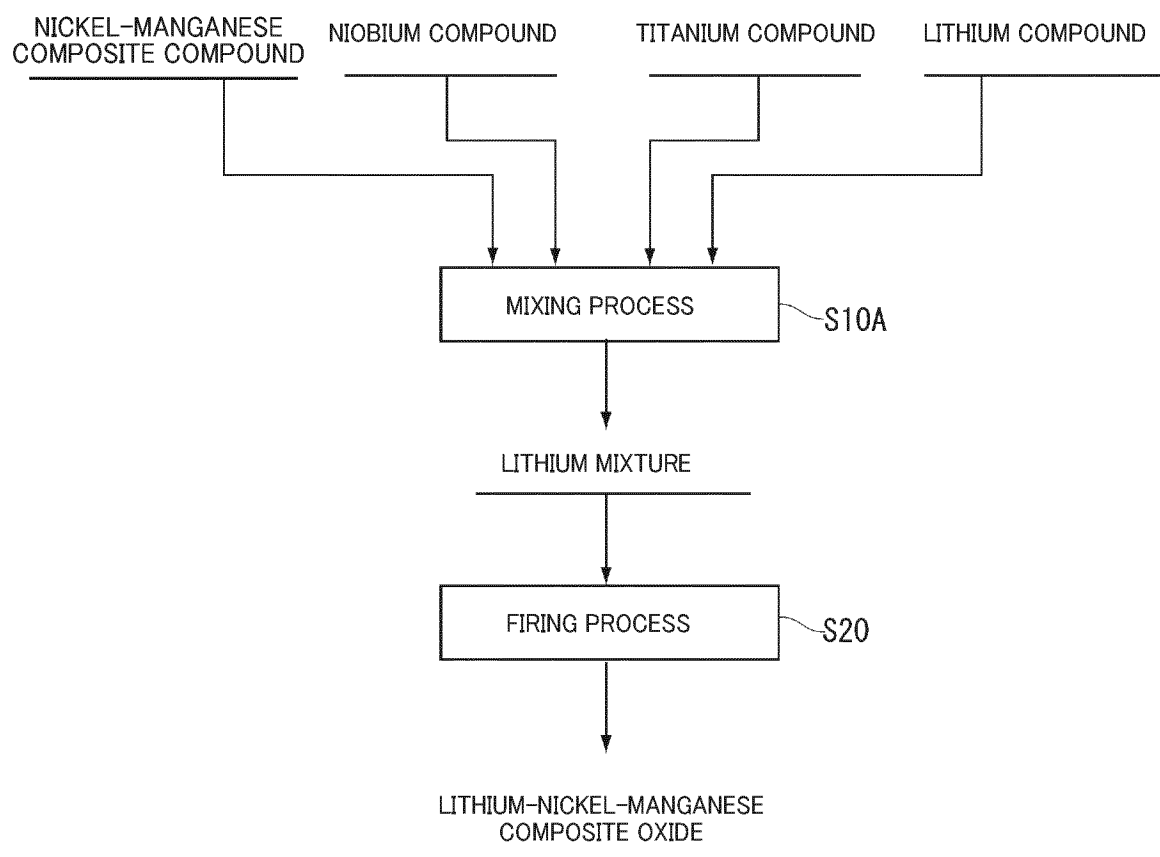 NICKEL-MANGANESE
COMPOSITE COMPOUND
NIOBIUM COMPOUND
TITANIUM COMPOUND
LITHIUM COMPOUND
MIXING PROCESS
S10A
LITHIUM MIXTURE
FIRING PROCESS
S20
LITHIUM-NICKEL-MANGANESE
COMPOSITE OXIDE